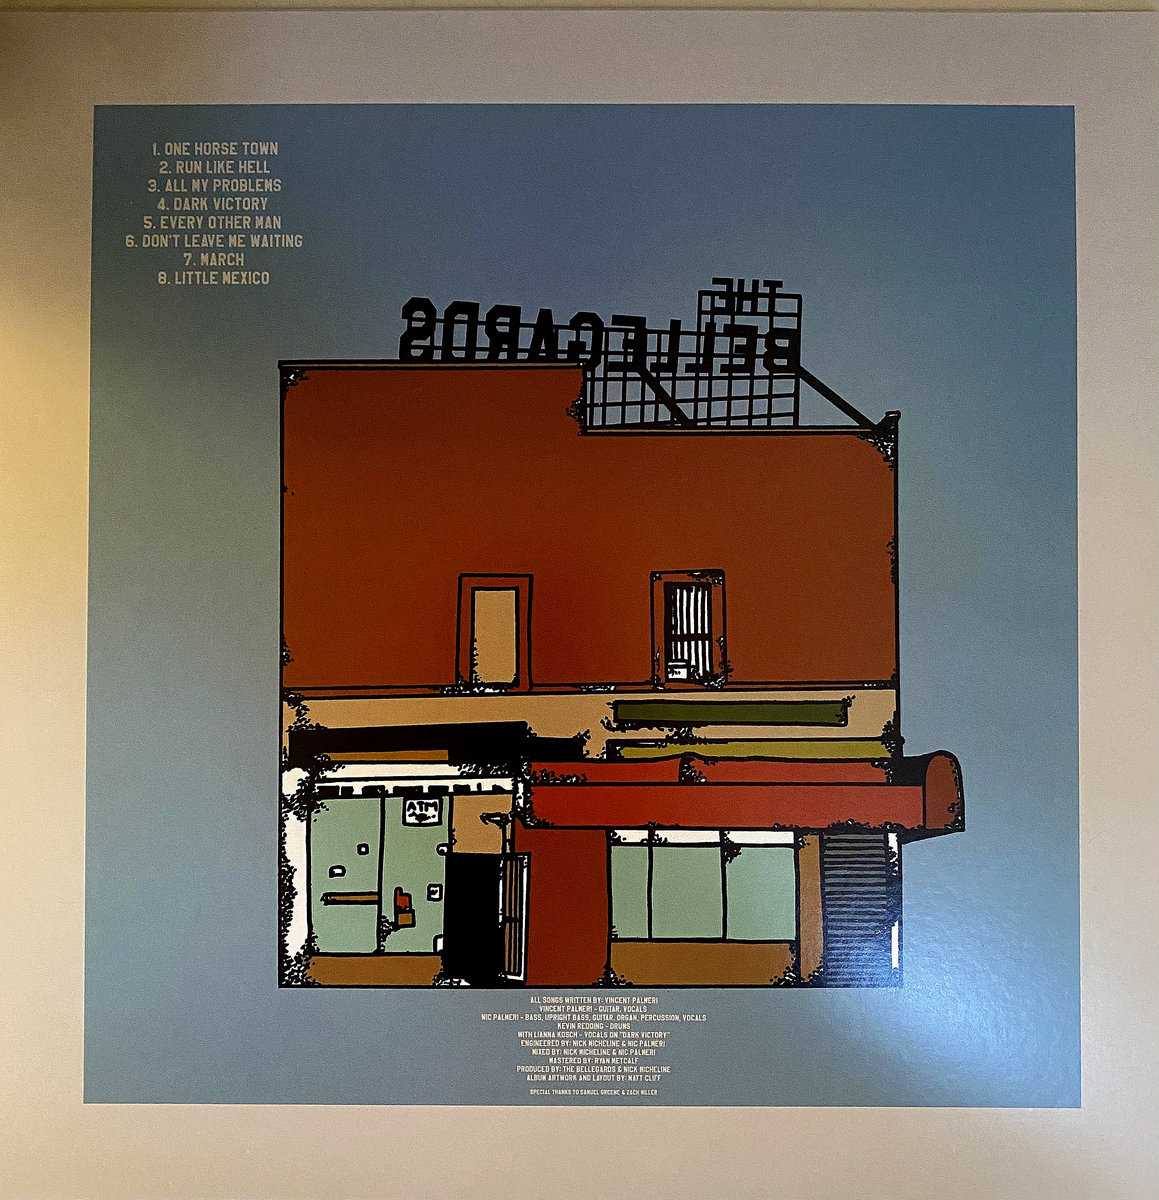 1. ONE HORSE TOWN
2. RUN LIKE HELL
3. ALL MY PROBLEMS
4. DARK VICTORY
5. EVERY OTHER MAN
6. DON'T LEAVE ME WAITING
7. MARCH
8. LITTLE MEXICO
THE
BELLEGARDS
ATM
ALL SONGS WRITTEN BY: VINCENT PALMERI
VINCENT PALMERI - GUITAR, VOCALS
NIC PALMERI - BASS, UPRIGHT BASS, GUITAR, ORGAN, PERCUSSION, VOCALS
KEVIN REDDING - DRUMS
WITH LIANNA KOSCH - VOCALS ON "DARK VICTORY"
ENGINEERED BY: NICK MICHELINE & NIC PALMERI
MIXED BY: NICK MICHELINE & NIC PALMERI
MASTERED BY: RYAN METCALF
PRODUCED BY: THE BELLEGARDS & NICK MICHELINE
ALBUM ARTWORK AND LAYOUT BY: MATT CLIFF
SPECIAL THANKS TO SAMUEL GREENE & ZACH MILLER